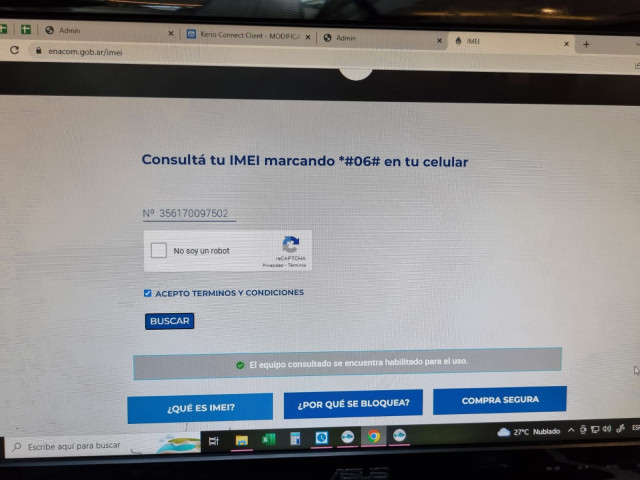 Admin
Kerio Connect Client - MODIFICA
Admin
IMEI
enacom.gob.ar/imei
Consultá tu IMEI marcando *#06# en tu celular
Nº 356170097502
No soy un robot
reCAPTCHA
Privacidad - Términos
ACEPTO TERMINOS Y CONDICIONES
BUSCAR
El equipo consultado se encuentra habilitado para el uso.
¿QUÉ ES IMEI?
¿POR QUÉ SE BLOQUEA?
COMPRA SEGURA
Escribe aquí para buscar
27°C Nublado
ESP
ASUS